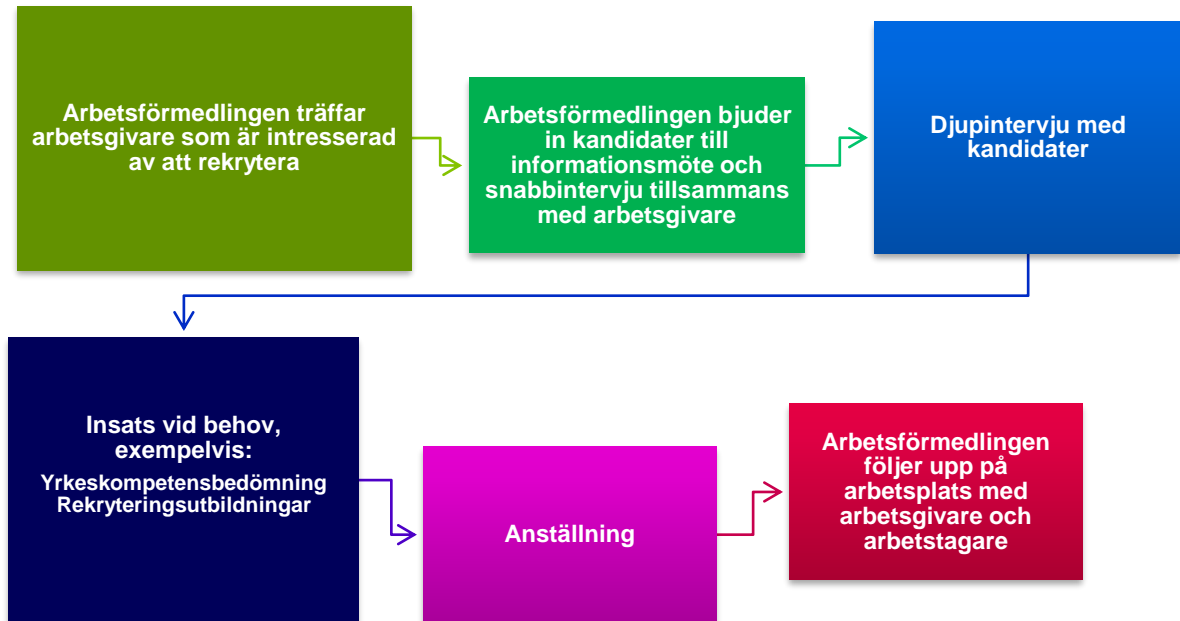 Arbetsförmedlingen träffar
arbetsgivare som är intresserad
av att rekrytera
Arbetsförmedlingen bjuder
in kandidater till
informationsmöte och
snabbintervju tillsammans
med arbetsgivare
Djupintervju med
kandidater
Insats vid behov,
exempelvis:
Yrkeskompetensbedömning
Rekryteringsutbildningar
Anställning
Arbetsförmedlingen
följer upp på
arbetsplats med
arbetsgivare och
arbetstagare